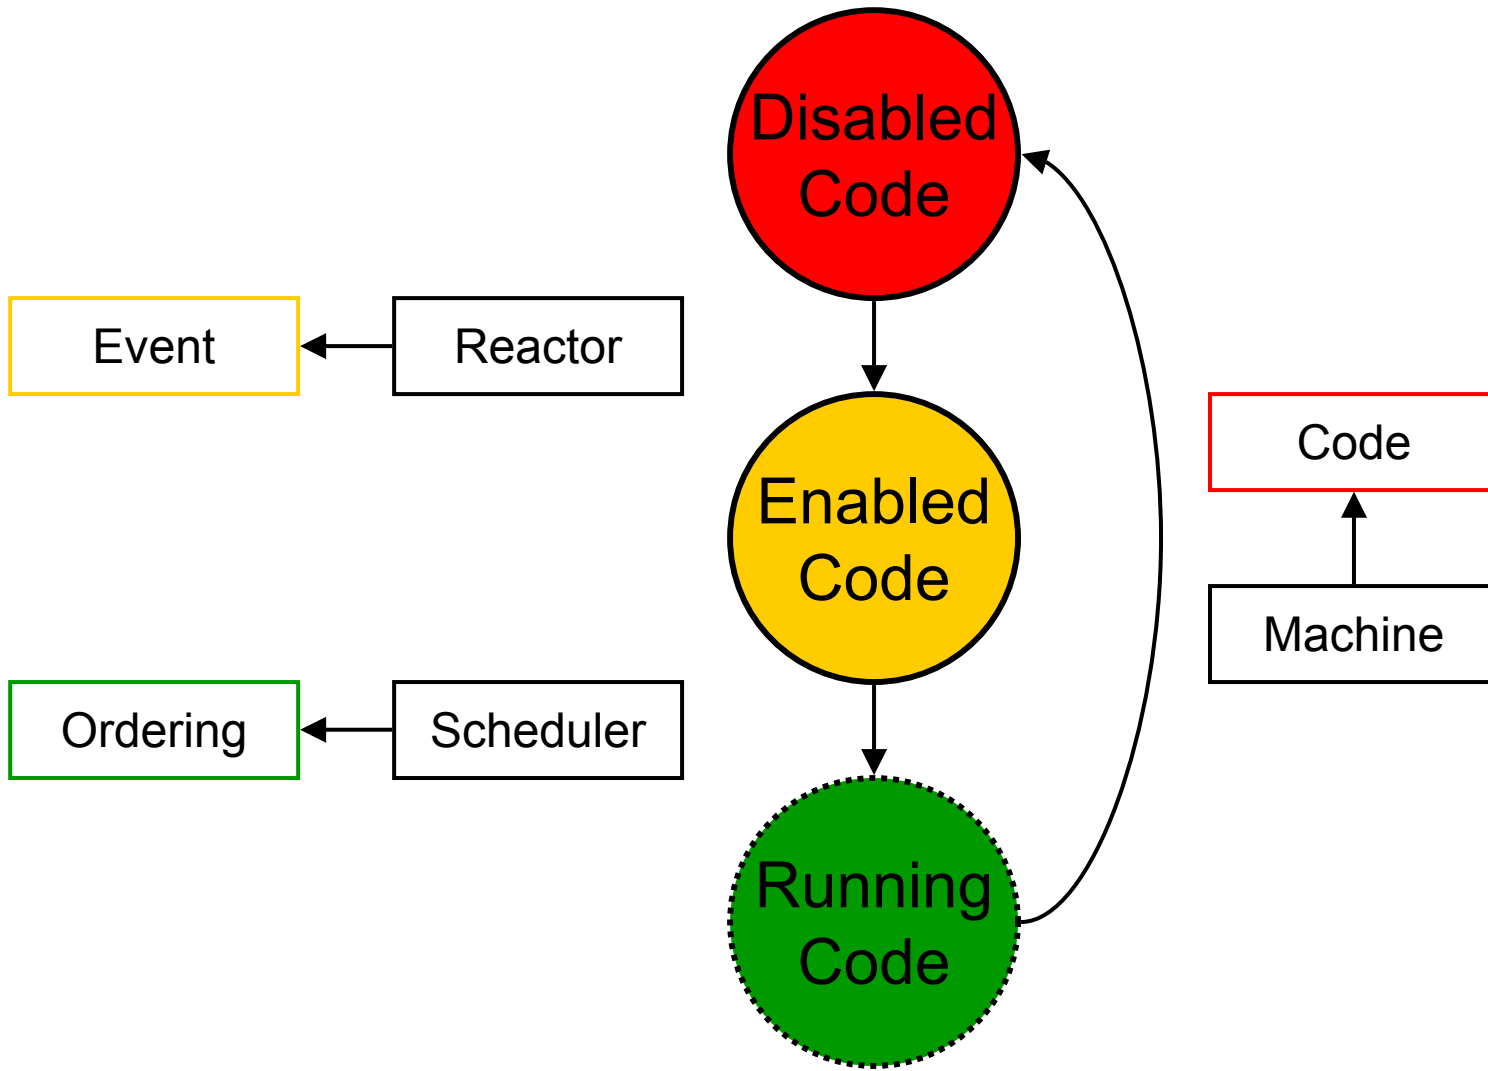 Disabled
Code
Event
Reactor
Enabled
Code
Code
Machine
Ordering
Scheduler
Running
Code